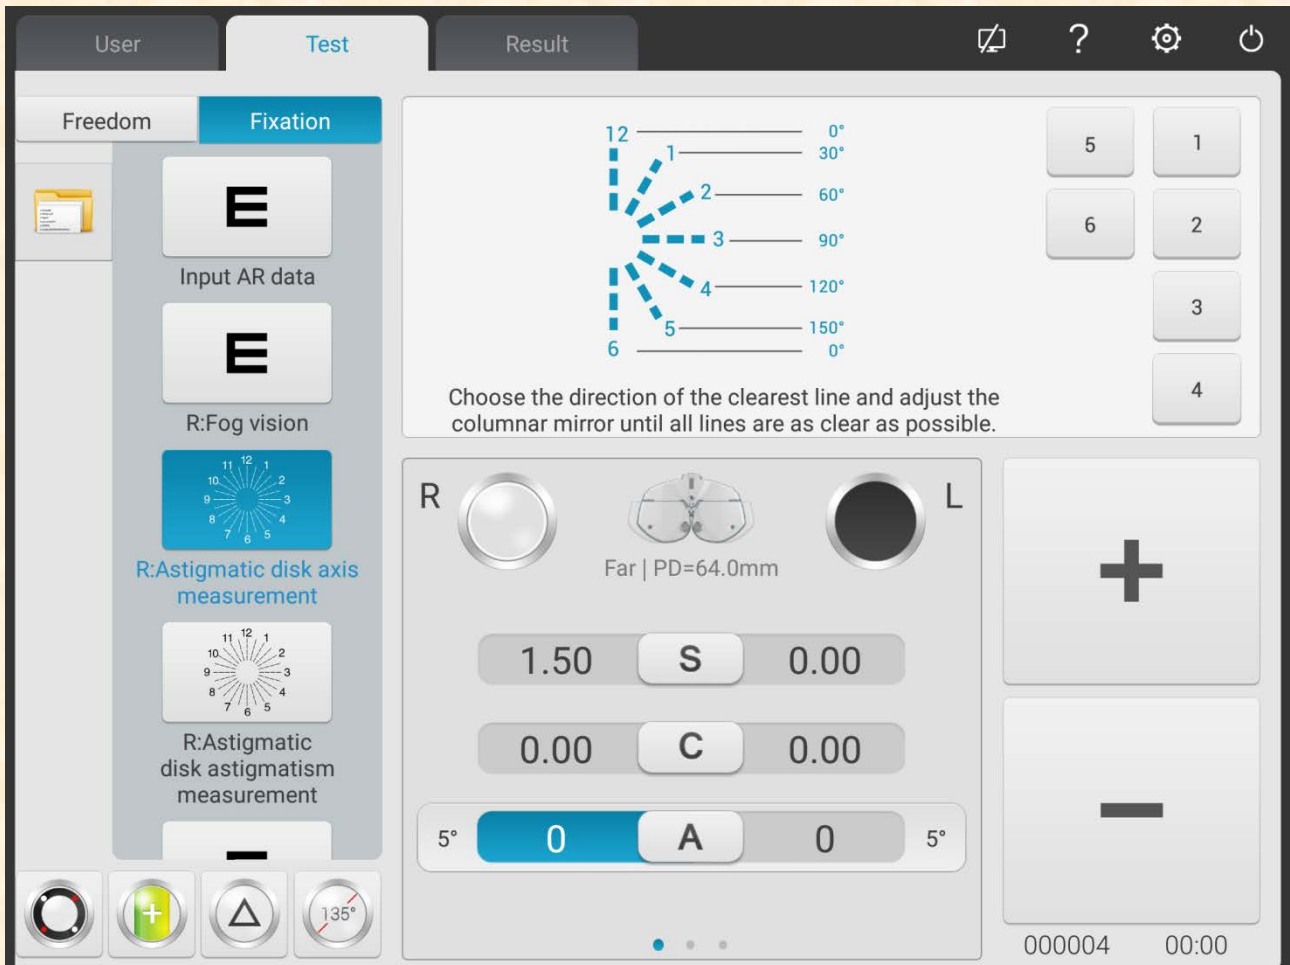 User
Test
Result
?
Freedom
Fixation
E
Input AR data
E
R:Fog vision
12
11 1
10 2
9 3
8 4
7 5
6
R:Astigmatic disk axis
measurement
12
11 1
10 2
9 3
8 4
7 5
6
R:Astigmatic
disk astigmatism
measurement
+
135°
12 0°
1 30°
2 60°
3 90°
4 120°
5 150°
6 0°
Choose the direction of the clearest line and adjust the
columnar mirror until all lines are as clear as possible.
5 1
6 2
3
4
R L
Far | PD=64.0mm
1.50 S 0.00
0.00 C 0.00
5° 0 A 0 5°
+
−
000004 00:00